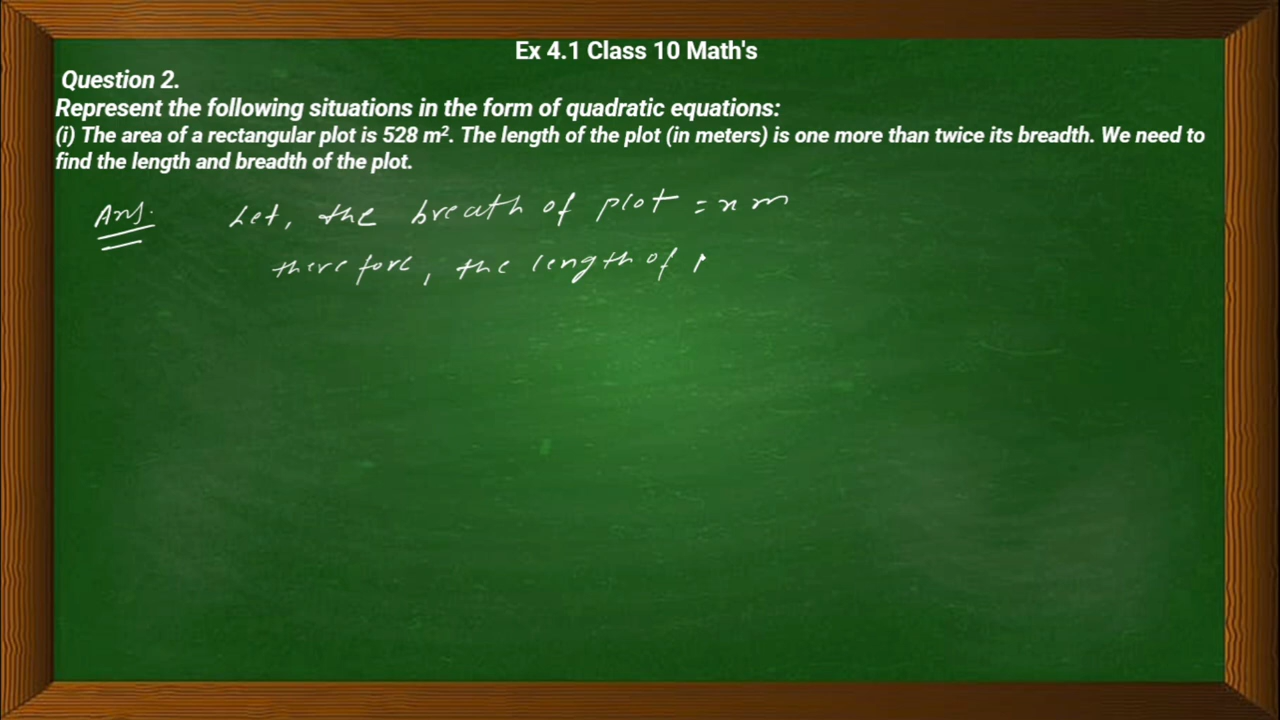 Ex 4.1 Class 10 Math's
Question 2.
Represent the following situations in the form of quadratic equations:
(i) The area of a rectangular plot is 528 m². The length of the plot (in meters) is one more than twice its breadth. We need to
find the length and breadth of the plot.
Ans. Let, the breath of plot = x m
therefore, the length of p